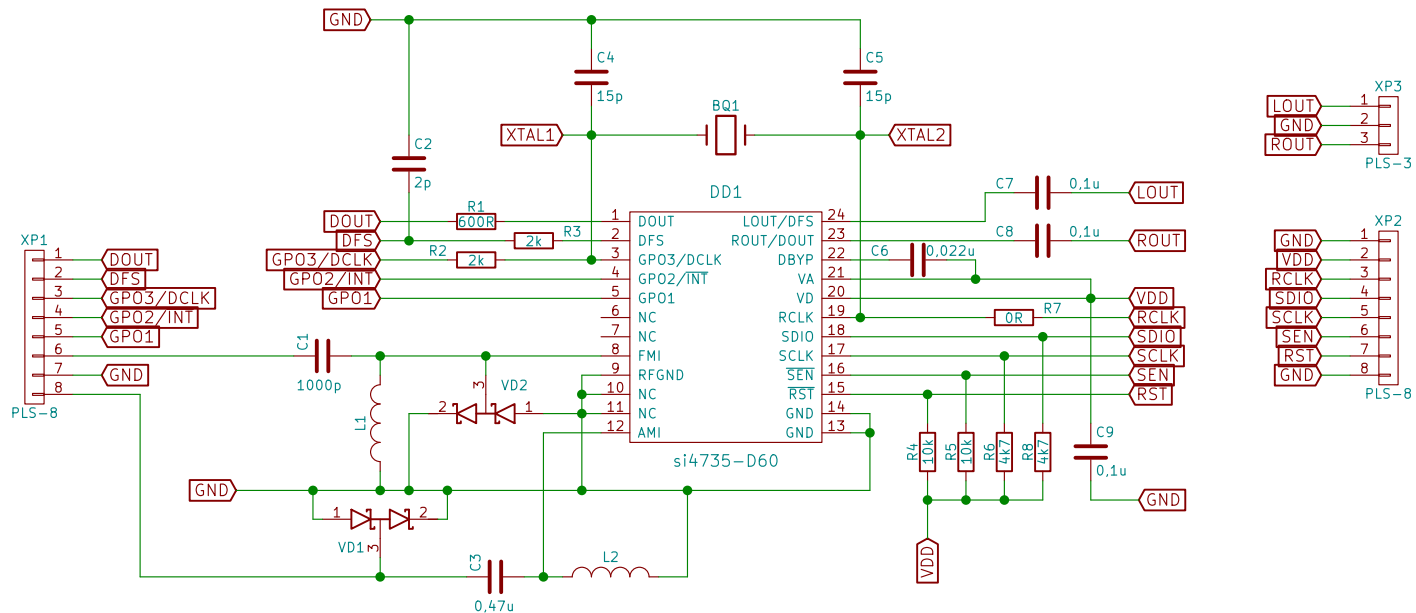 GND
C4
15p
C5
15p
BQ1
XTAL1
XTAL2
C2
2p
XP3
LOUT 1
GND 2
ROUT 3
PLS-3
DD1
si4735-D60
1 DOUT
2 DFS
3 GPO3/DCLK
4 GPO2/INT
5 GPO1
6 NC
7 NC
8 FMI
9 RFGND
10 NC
11 NC
12 AMI
LOUT/DFS 24
ROUT/DOUT 23
DBYP 22
VA 21
VD 20
RCLK 19
SDIO 18
SCLK 17
SEN 16
RST 15
GND 14
GND 13
DOUT
R1
600R
DFS
R3
2k
GPO3/DCLK
R2
2k
GPO2/INT
GPO1
C7
0,1u
LOUT
C8
0,1u
ROUT
C6
0,022u
VDD
R7
0R
RCLK
SDIO
SCLK
SEN
RST
XP1
1 DOUT
2 DFS
3 GPO3/DCLK
4 GPO2/INT
5 GPO1
6
7 GND
8
PLS-8
XP2
GND 1
VDD 2
RCLK 3
SDIO 4
SCLK 5
SEN 6
RST 7
GND 8
PLS-8
C1
1000p
L1
VD2
3
2
1
R4
10k
R5
10k
R6
4k7
R8
4k7
C9
0,1u
GND
VDD
GND
1
2
VD1
3
C3
0,47u
L2